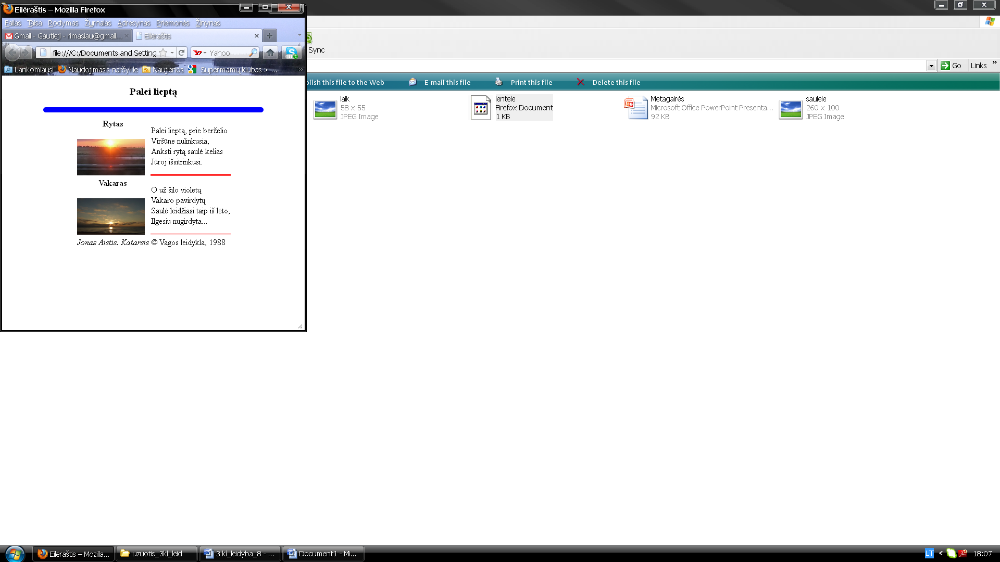 Eilėraštis – Mozilla Firefox
Failas Taisa Rodymas Žurnalas Adresynas Priemonės Žinynas
Gmail - Gautieji - rimasiau@gmail...
Eilėraštis
file:///C:/Documents and Setting
Yahoo
Lankomiausi Naudojimasis naršykle Naujienos Supermamų klubas > ...
Palei lieptą
Rytas
Palei lieptą, prie berželio
Viršūne nulinkusia,
Anksti rytą saulė kelias
Jūroj išsitrinkusi.
Vakaras
O už šilo violetų
Vakaro pavirdytų
Saulė leidžiasi taip iš lėto,
Ilgesiu nugirdyta...
Jonas Aistis. Katarsis © Vagos leidykla, 1988
Sync
Go Links
blish this file to the Web E-mail this file Print this file Delete this file
laik
58 x 55
JPEG Image
lentele
Firefox Document
1 KB
Metagairės
Microsoft Office PowerPoint Presenta...
92 KB
saulele
260 x 100
JPEG Image
Eilėraštis – Mozilla... uzuotis_3kl_leid 3 kl_leidyba_8 - ... Document1 - Mi... LT < 18:07